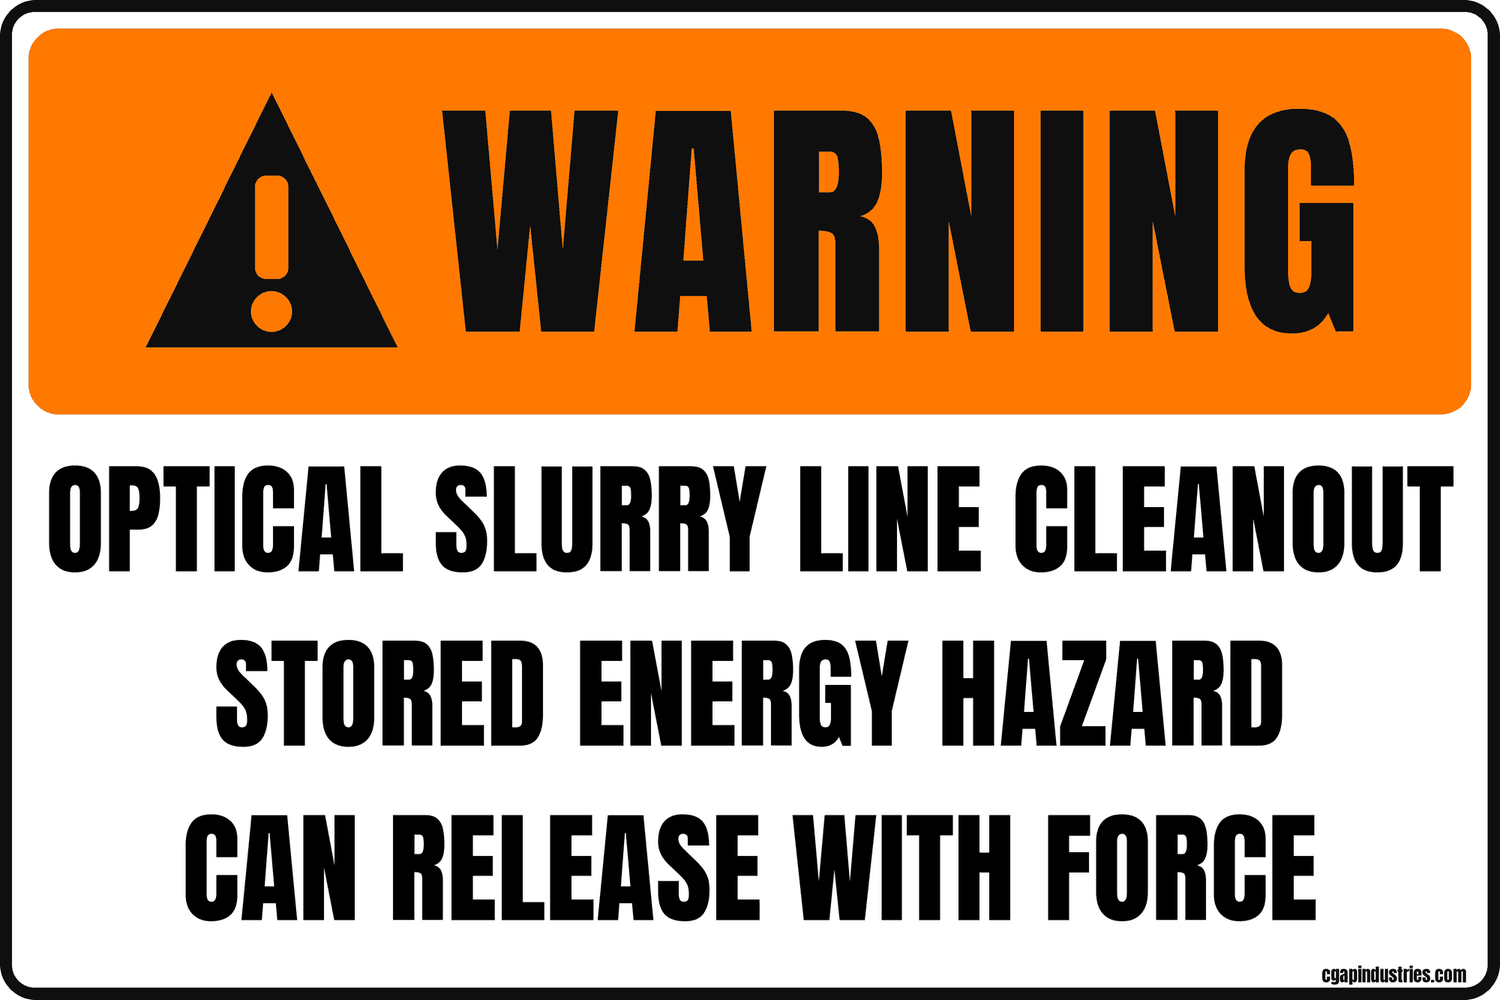 WARNING
OPTICAL SLURRY LINE CLEANOUT
STORED ENERGY HAZARD
CAN RELEASE WITH FORCE
cgapindustries.com